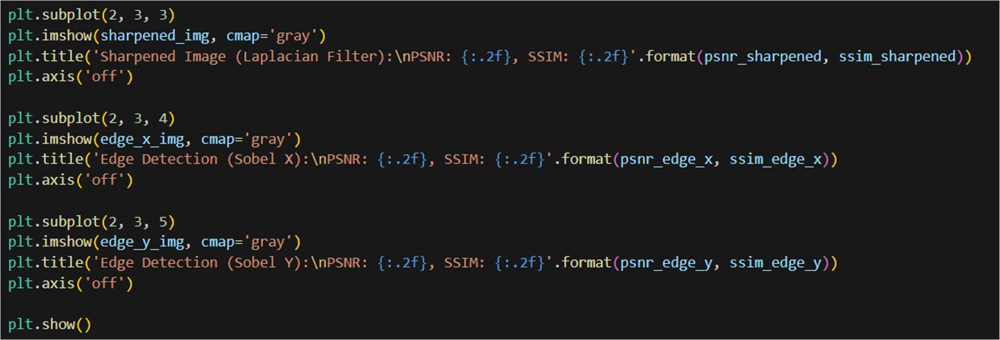 plt.subplot(2, 3, 3)
plt.imshow(sharpened_img, cmap='gray')
plt.title('Sharpened Image (Laplacian Filter):\nPSNR: {:.2f}, SSIM: {:.2f}'.format(psnr_sharpened, ssim_sharpened))
plt.axis('off')

plt.subplot(2, 3, 4)
plt.imshow(edge_x_img, cmap='gray')
plt.title('Edge Detection (Sobel X):\nPSNR: {:.2f}, SSIM: {:.2f}'.format(psnr_edge_x, ssim_edge_x))
plt.axis('off')

plt.subplot(2, 3, 5)
plt.imshow(edge_y_img, cmap='gray')
plt.title('Edge Detection (Sobel Y):\nPSNR: {:.2f}, SSIM: {:.2f}'.format(psnr_edge_y, ssim_edge_y))
plt.axis('off')

plt.show()